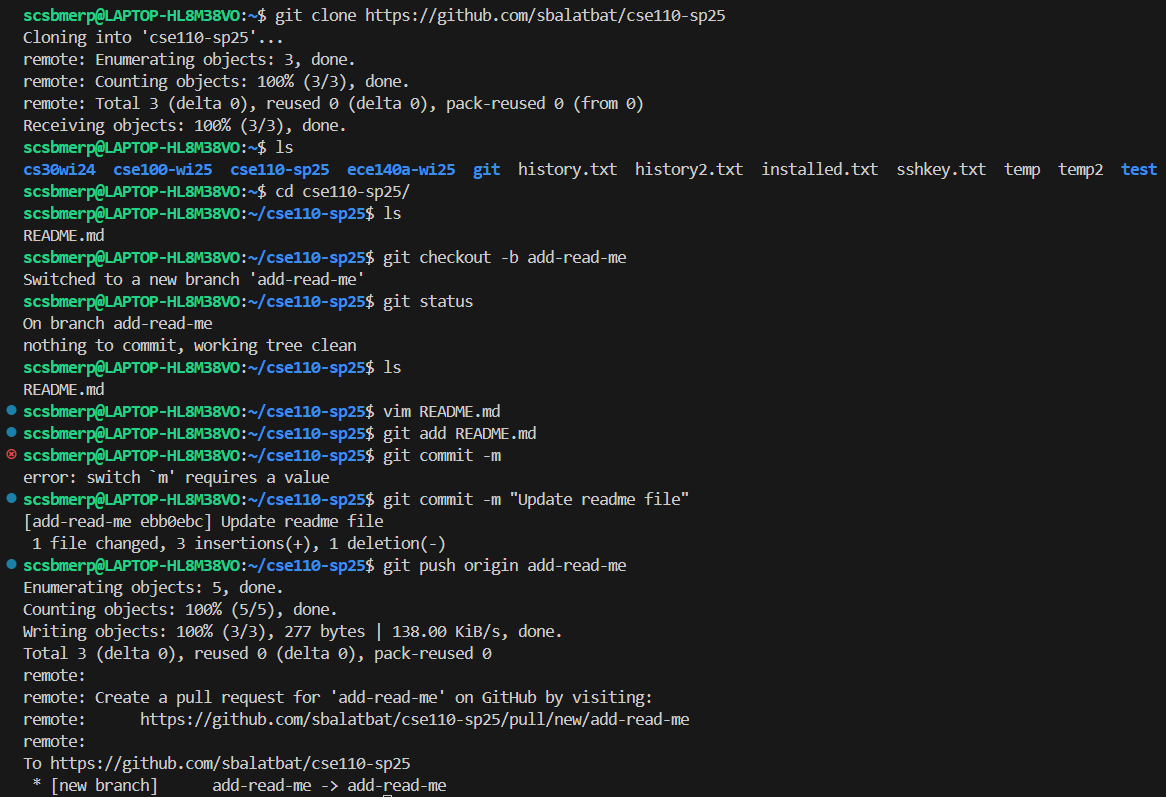 scsbmerp@LAPTOP-HL8M38VO:~$ git clone https://github.com/sbalatbat/cse110-sp25
Cloning into 'cse110-sp25'...
remote: Enumerating objects: 3, done.
remote: Counting objects: 100% (3/3), done.
remote: Total 3 (delta 0), reused 0 (delta 0), pack-reused 0 (from 0)
Receiving objects: 100% (3/3), done.
scsbmerp@LAPTOP-HL8M38VO:~$ ls
cs30wi24  cse100-wi25  cse110-sp25  ece140a-wi25  git  history.txt  history2.txt  installed.txt  sshkey.txt  temp  temp2  test
scsbmerp@LAPTOP-HL8M38VO:~$ cd cse110-sp25/
scsbmerp@LAPTOP-HL8M38VO:~/cse110-sp25$ ls
README.md
scsbmerp@LAPTOP-HL8M38VO:~/cse110-sp25$ git checkout -b add-read-me
Switched to a new branch 'add-read-me'
scsbmerp@LAPTOP-HL8M38VO:~/cse110-sp25$ git status
On branch add-read-me
nothing to commit, working tree clean
scsbmerp@LAPTOP-HL8M38VO:~/cse110-sp25$ ls
README.md
scsbmerp@LAPTOP-HL8M38VO:~/cse110-sp25$ vim README.md
scsbmerp@LAPTOP-HL8M38VO:~/cse110-sp25$ git add README.md
scsbmerp@LAPTOP-HL8M38VO:~/cse110-sp25$ git commit -m
error: switch `m' requires a value
scsbmerp@LAPTOP-HL8M38VO:~/cse110-sp25$ git commit -m "Update readme file"
[add-read-me ebb0ebc] Update readme file
 1 file changed, 3 insertions(+), 1 deletion(-)
scsbmerp@LAPTOP-HL8M38VO:~/cse110-sp25$ git push origin add-read-me
Enumerating objects: 5, done.
Counting objects: 100% (5/5), done.
Writing objects: 100% (3/3), 277 bytes | 138.00 KiB/s, done.
Total 3 (delta 0), reused 0 (delta 0), pack-reused 0
remote:
remote: Create a pull request for 'add-read-me' on GitHub by visiting:
remote:      https://github.com/sbalatbat/cse110-sp25/pull/new/add-read-me
remote:
To https://github.com/sbalatbat/cse110-sp25
 * [new branch]      add-read-me -> add-read-me